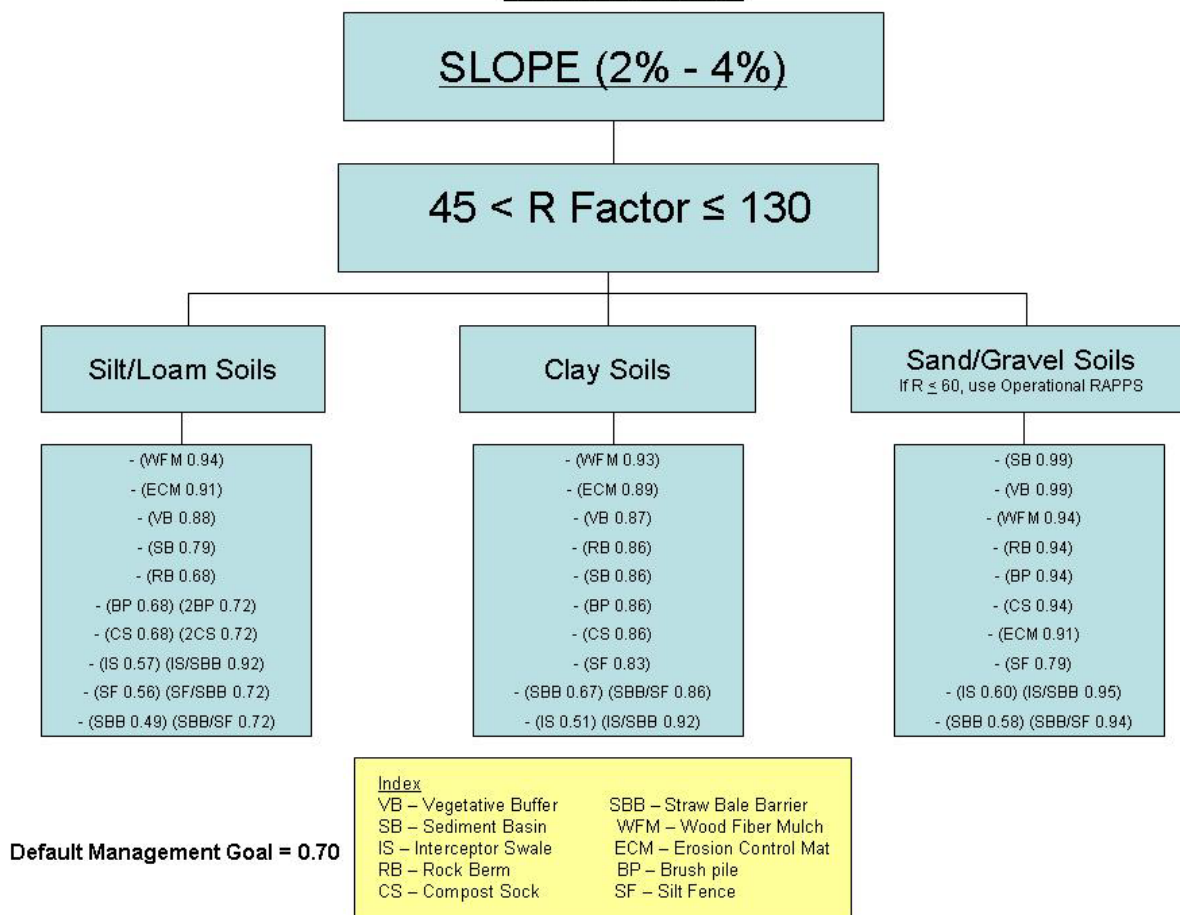 SLOPE (2% - 4%)
45 < R Factor ≤ 130
Silt/Loam Soils
- (WFM 0.94)
- (ECM 0.91)
- (VB 0.88)
- (SB 0.79)
- (RB 0.68)
- (BP 0.68) (2BP 0.72)
- (CS 0.68) (2CS 0.72)
- (IS 0.57) (IS/SBB 0.92)
- (SF 0.56) (SF/SBB 0.72)
- (SBB 0.49) (SBB/SF 0.72)
Clay Soils
- (WFM 0.93)
- (ECM 0.89)
- (VB 0.87)
- (RB 0.86)
- (SB 0.86)
- (BP 0.86)
- (CS 0.86)
- (SF 0.83)
- (SBB 0.67) (SBB/SF 0.86)
- (IS 0.51) (IS/SBB 0.92)
Sand/Gravel Soils
If R ≤ 60, use Operational RAPPS
- (SB 0.99)
- (VB 0.99)
- (WFM 0.94)
- (RB 0.94)
- (BP 0.94)
- (CS 0.94)
- (ECM 0.91)
- (SF 0.79)
- (IS 0.60) (IS/SBB 0.95)
- (SBB 0.58) (SBB/SF 0.94)
Default Management Goal = 0.70
Index
VB – Vegetative Buffer SBB – Straw Bale Barrier
SB – Sediment Basin WFM – Wood Fiber Mulch
IS – Interceptor Swale ECM – Erosion Control Mat
RB – Rock Berm BP – Brush pile
CS – Compost Sock SF – Silt Fence